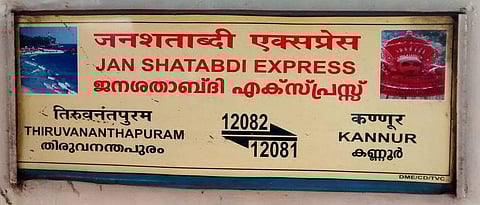 जनशताब्दी एक्सप्रेस
JAN SHATABDI EXPRESS
ജനശതാബ്ദി എക്സ്പ്രസ്സ്
तिरुवनंतपुरम 12082 कण्णूर
THIRUVANANTHAPURAM KANNUR
തിരുവനന്തപുരം 12081 കണ്ണൂർ
DME/CD/TVC